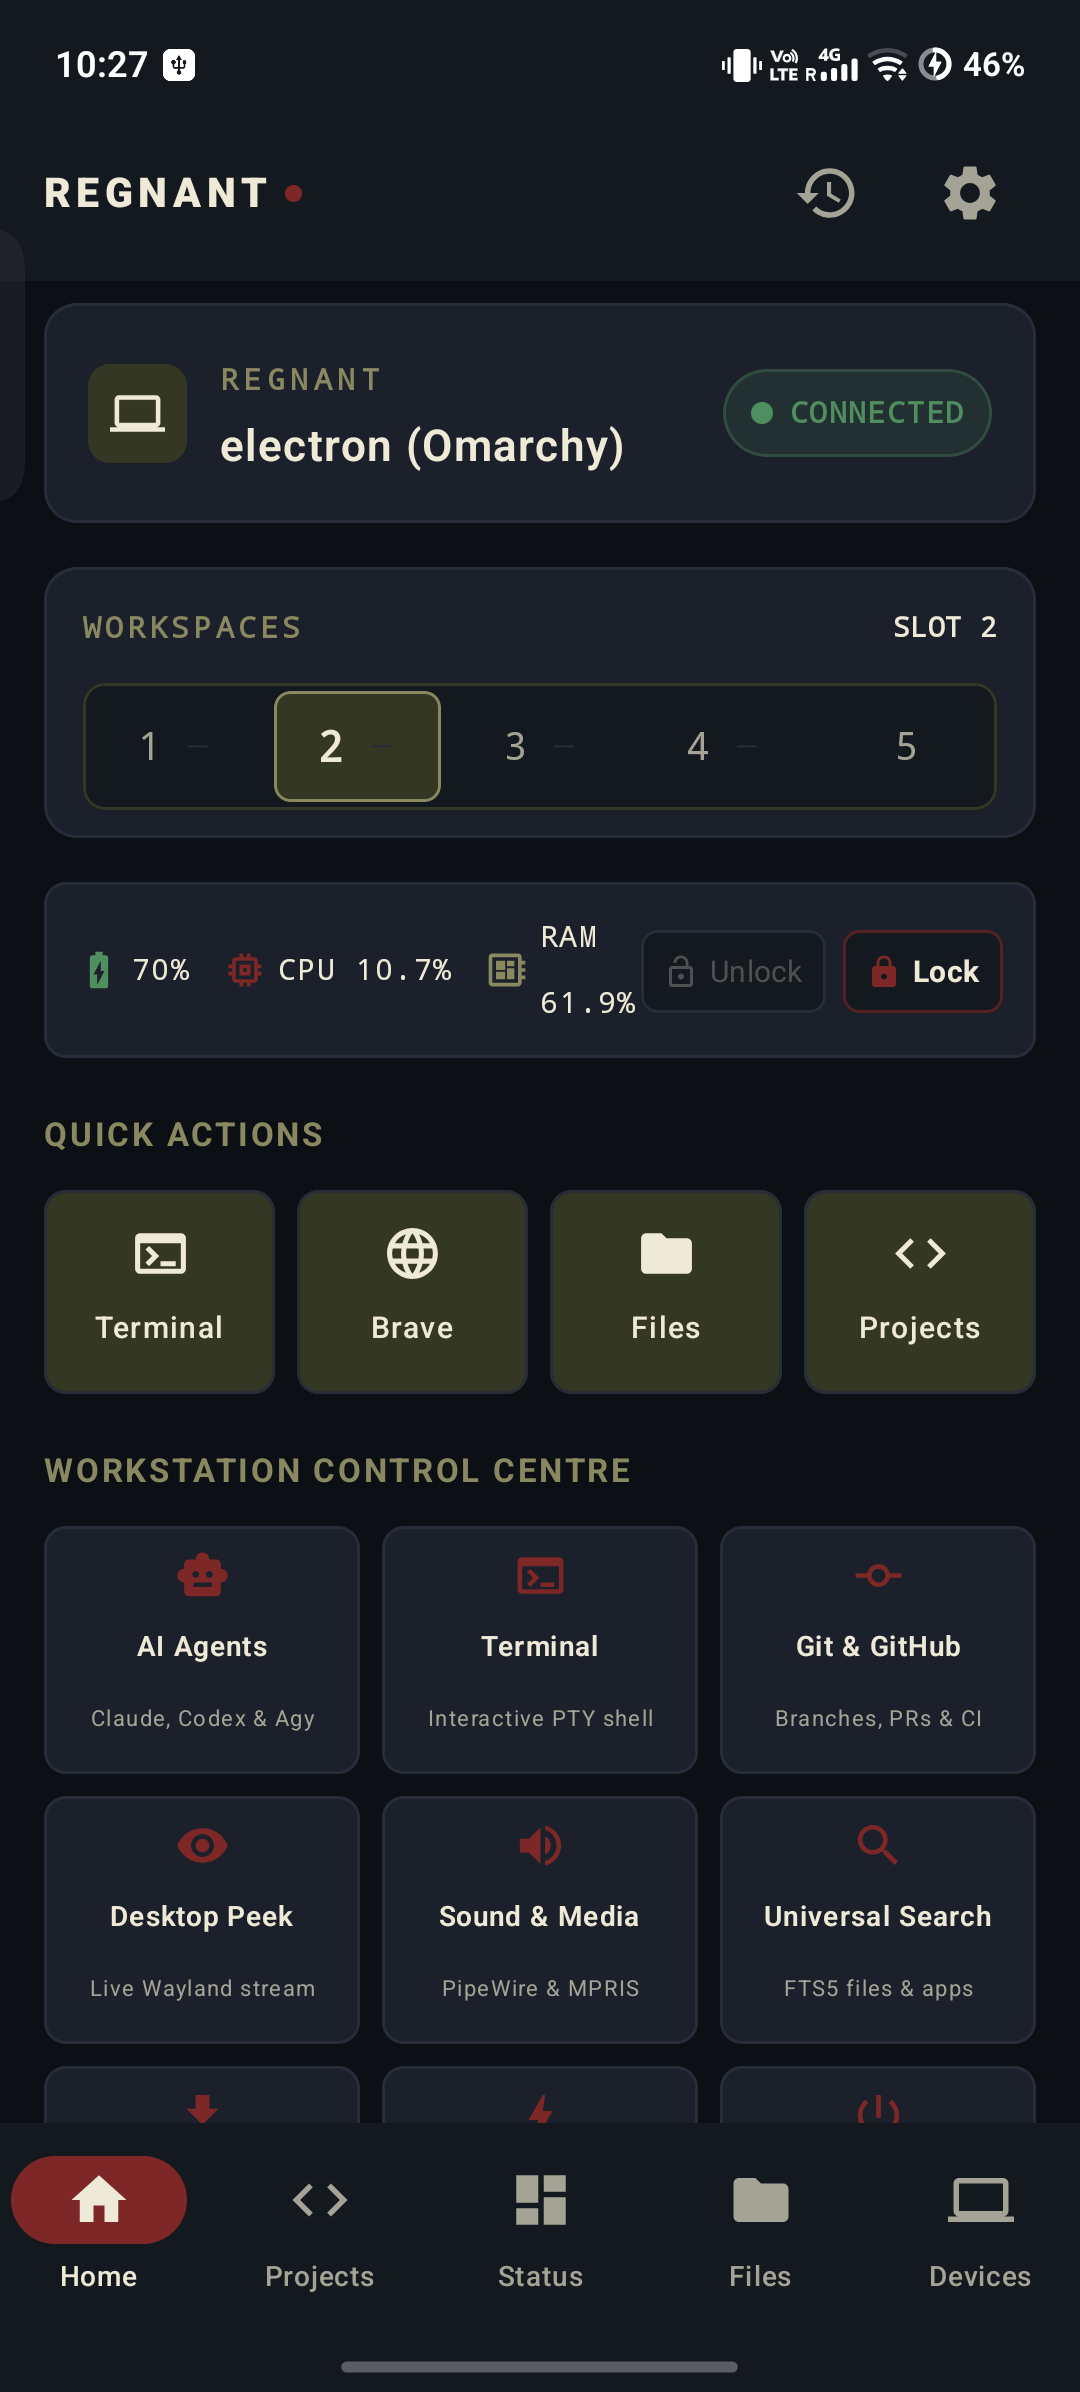 10:27
Vo)) LTE R 4G 46%
REGNANT
REGNANT
electron (Omarchy)
CONNECTED
WORKSPACES
SLOT 2
1 — 2 — 3 — 4 — 5
70% CPU 10.7% RAM 61.9% Unlock Lock
QUICK ACTIONS
Terminal Brave Files Projects
WORKSTATION CONTROL CENTRE
AI Agents
Claude, Codex & Agy
Terminal
Interactive PTY shell
Git & GitHub
Branches, PRs & CI
Desktop Peek
Live Wayland stream
Sound & Media
PipeWire & MPRIS
Universal Search
FTS5 files & apps
Home Projects Status Files Devices